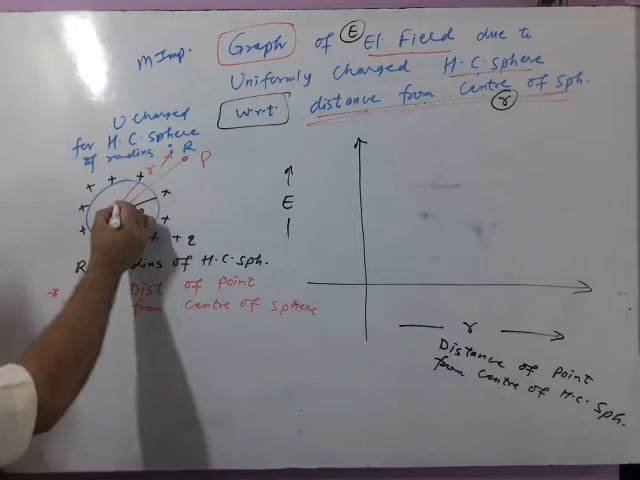 M Imp. Graph of (E) El. Field due to
Uniformly charged H.C. Sphere
W.r.t. distance from centre of Sph.
(r)
U charged
for H.C. Sphere
of radius R
r P
+ + + + + + + + + q
R radius of H.C. Sph.
* Dist of Point
from centre of sphere
E
r
Distance of Point
from centre of H.C. Sph.